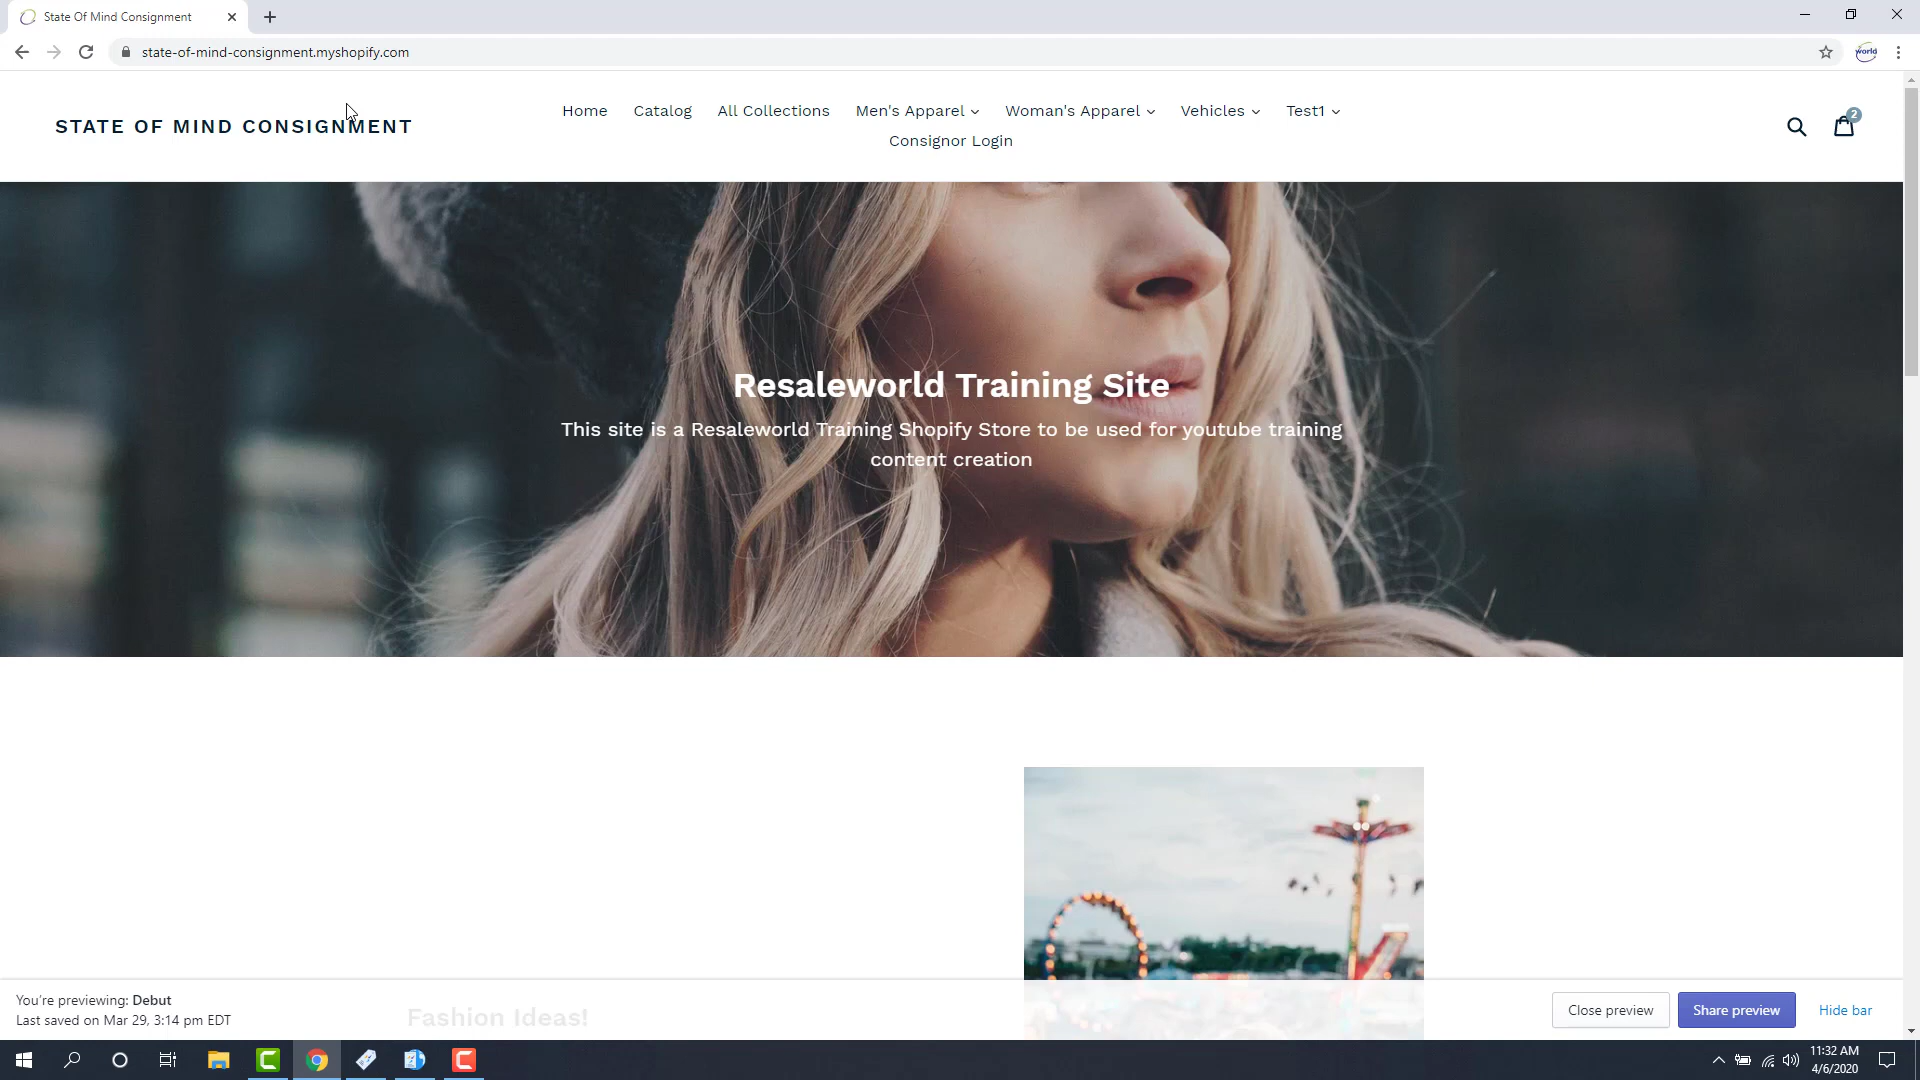 State Of Mind Consignment
state-of-mind-consignment.myshopify.com
world
STATE OF MIND CONSIGNMENT
Home Catalog All Collections Men's Apparel Woman's Apparel Vehicles Test1
Consignor Login
2
Resaleworld Training Site
This site is a Resaleworld Training Shopify Store to be used for youtube training
content creation
Fashion Ideas!
You're previewing: Debut
Last saved on Mar 29, 3:14 pm EDT
Close preview Share preview Hide bar
11:32 AM
4/6/2020